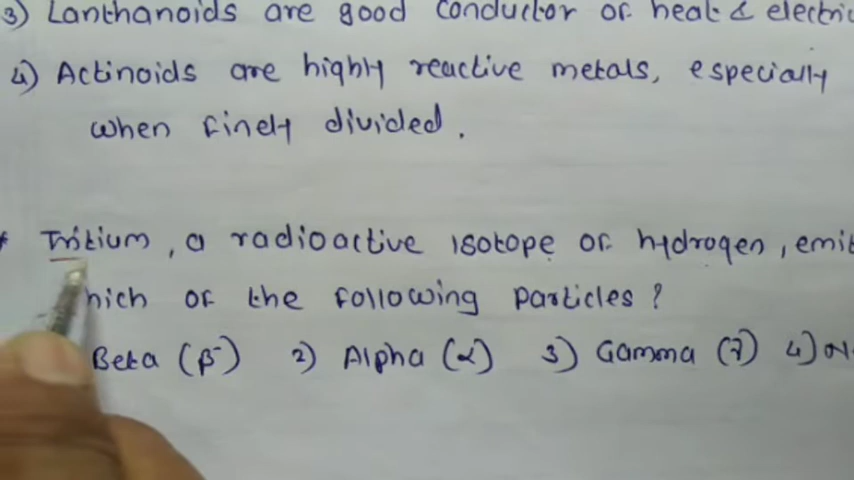 3) Lanthanoids are good conductor of heat & electric
4) Actinoids are highly reactive metals, especially
when finely divided.
* Tritium, a radioactive isotope of hydrogen, emit
hich of the following particles?
Beta (β⁻) 2) Alpha (α) 3) Gamma (γ) 4)